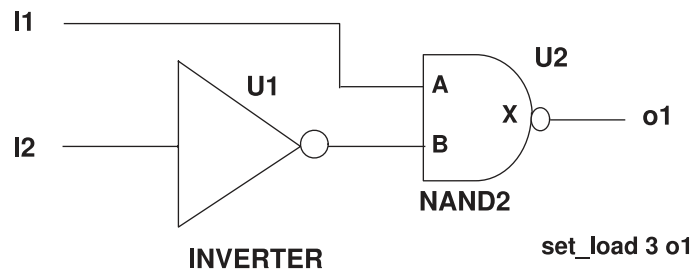 I1
U1
U2
A
X
o1
I2
B
NAND2
INVERTER
set_load 3 o1